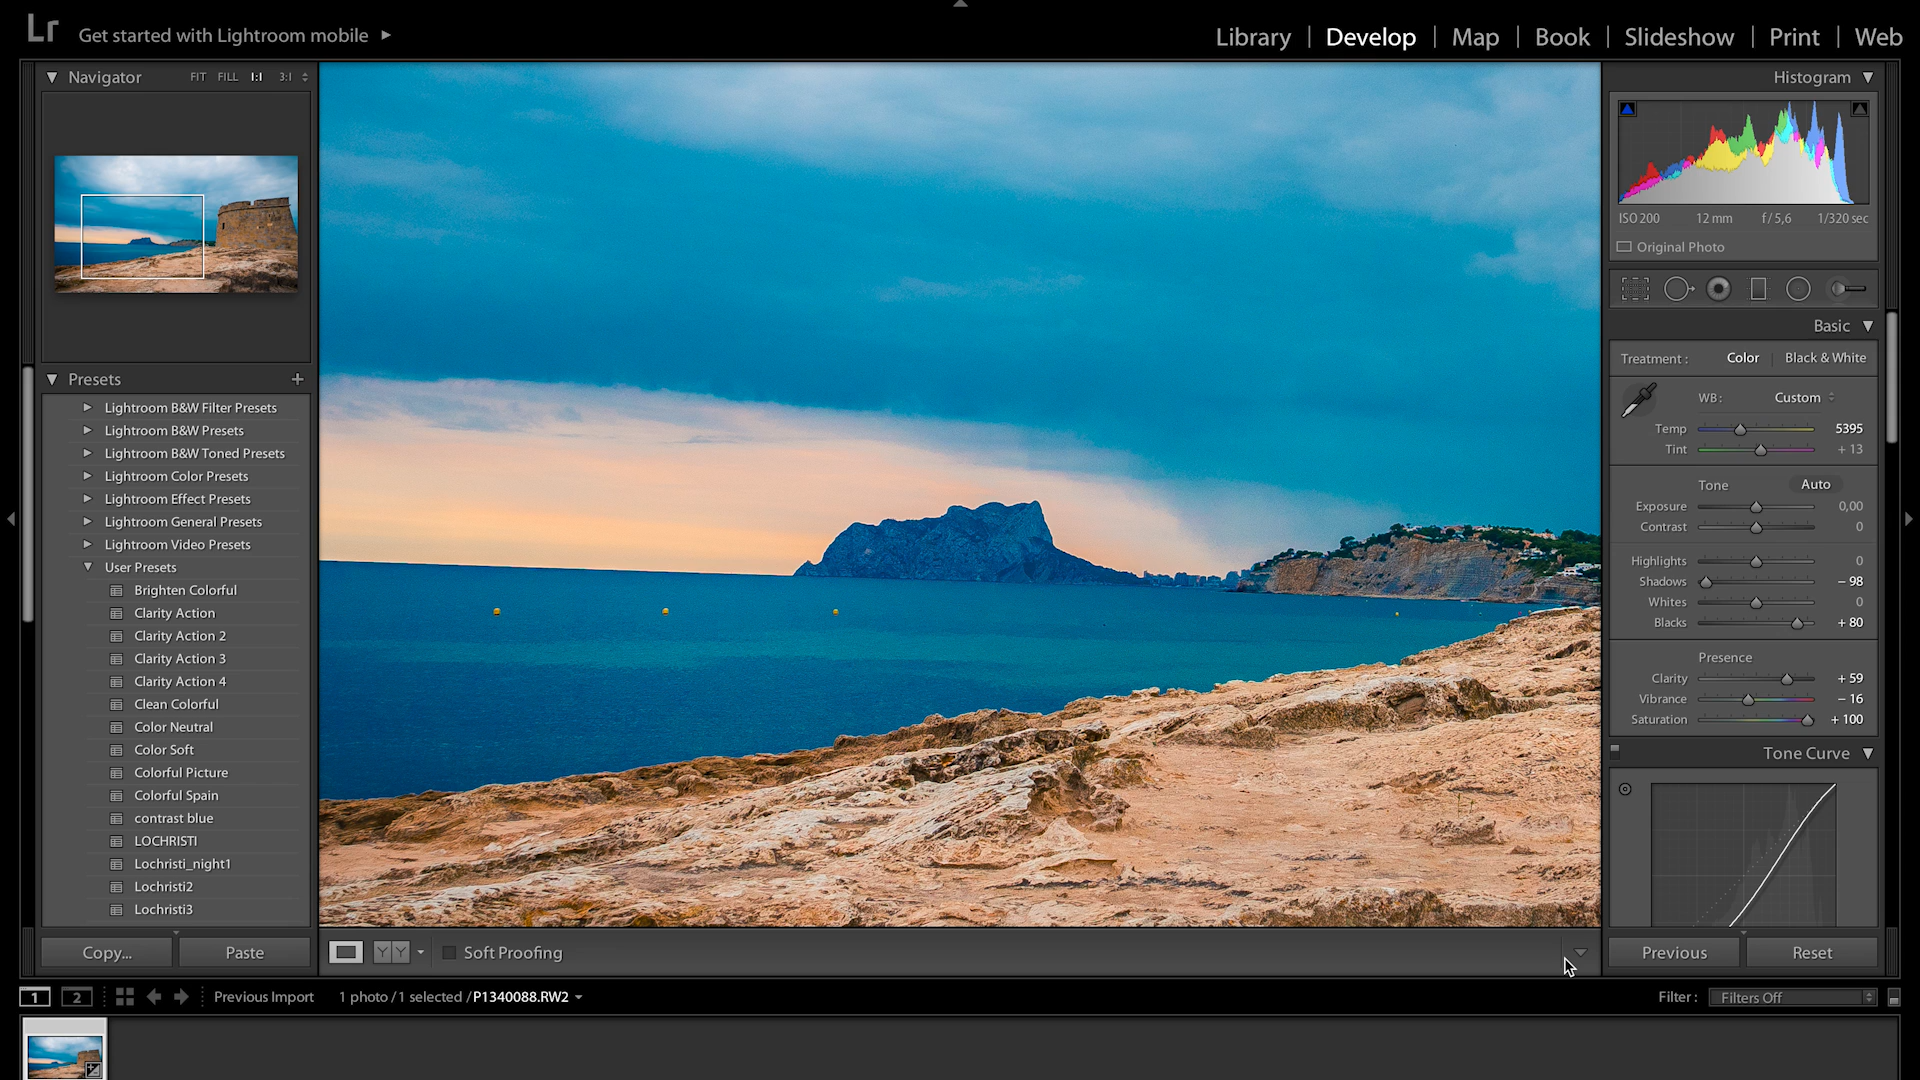 Lr Get started with Lightroom mobile ▶
Library | Develop | Map | Book | Slideshow | Print | Web
Navigator FIT FILL 1:1 3:1
Presets +
Lightroom B&W Filter Presets
Lightroom B&W Presets
Lightroom B&W Toned Presets
Lightroom Color Presets
Lightroom Effect Presets
Lightroom General Presets
Lightroom Video Presets
User Presets
Brighten Colorful
Clarity Action
Clarity Action 2
Clarity Action 3
Clarity Action 4
Clean Colorful
Color Neutral
Color Soft
Colorful Picture
Colorful Spain
contrast blue
LOCHRISTI
Lochristi_night1
Lochristi2
Lochristi3
Copy... Paste
Y Y Soft Proofing
Histogram
ISO 200 12 mm f / 5,6 1/320 sec
Original Photo
Basic
Treatment : Color | Black & White
WB : Custom
Temp 5395
Tint + 13
Tone Auto
Exposure 0,00
Contrast 0
Highlights 0
Shadows − 98
Whites 0
Blacks + 80
Presence
Clarity + 59
Vibrance − 16
Saturation + 100
Tone Curve
Previous Reset
1 2 Previous Import 1 photo / 1 selected / P1340088.RW2 Filter : Filters Off